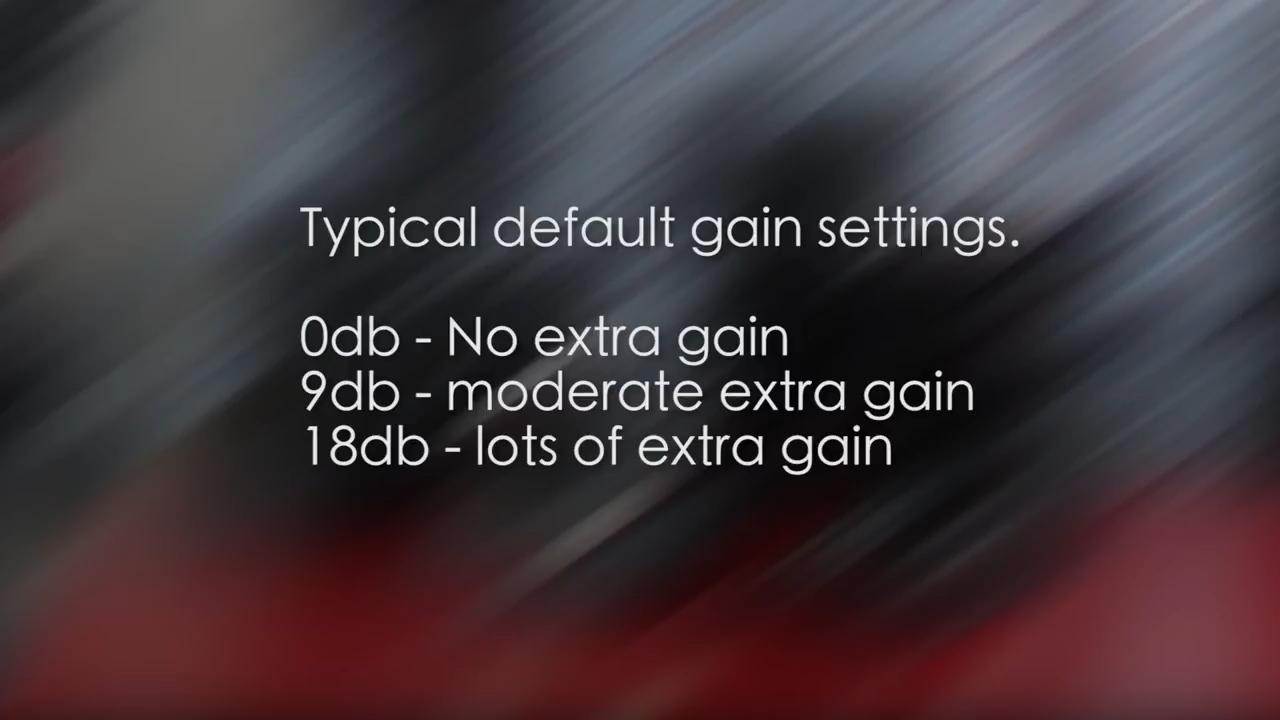 Typical default gain settings.
0db - No extra gain
9db - moderate extra gain
18db - lots of extra gain